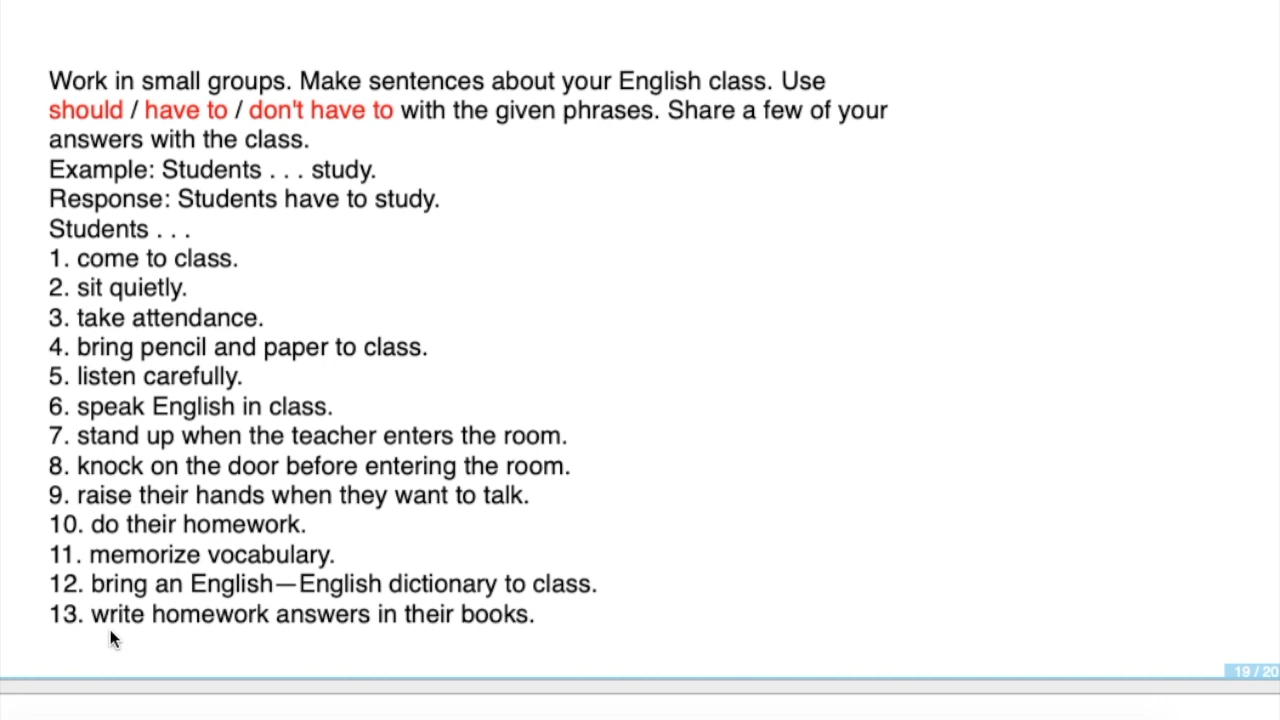 Work in small groups. Make sentences about your English class. Use
should / have to / don't have to with the given phrases. Share a few of your
answers with the class.
Example: Students . . . study.
Response: Students have to study.
Students . . .
1. come to class.
2. sit quietly.
3. take attendance.
4. bring pencil and paper to class.
5. listen carefully.
6. speak English in class.
7. stand up when the teacher enters the room.
8. knock on the door before entering the room.
9. raise their hands when they want to talk.
10. do their homework.
11. memorize vocabulary.
12. bring an English—English dictionary to class.
13. write homework answers in their books.
19 / 20